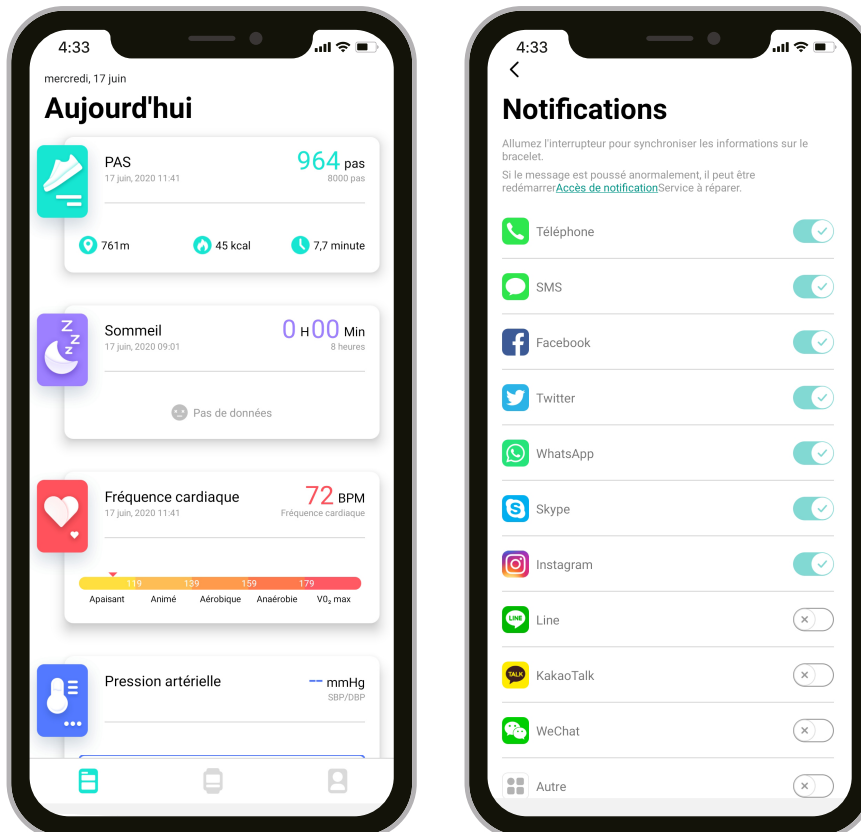 4:33
mercredi, 17 juin
Aujourd'hui
PAS
964 pas
17 juin, 2020 11:41
8000 pas
761m
45 kcal
7,7 minute
Z
Z
Z
Sommeil
0 H 00 Min
17 juin, 2020 09:01
8 heures
Pas de données
Fréquence cardiaque
72 BPM
17 juin, 2020 11:41
Fréquence cardiaque
119 139 159 179
Apaisant Animé Aérobique Anaérobie V0₂ max
Pression artérielle
-- mmHg
SBP/DBP
4:33
Notifications
Allumez l'interrupteur pour synchroniser les informations sur le
bracelet.
Si le message est poussé anormalement, il peut être
redémarrerAccès de notificationService à réparer.
Téléphone
SMS
Facebook
Twitter
WhatsApp
Skype
Instagram
LINE
Line
TALK
KakaoTalk
WeChat
Autre